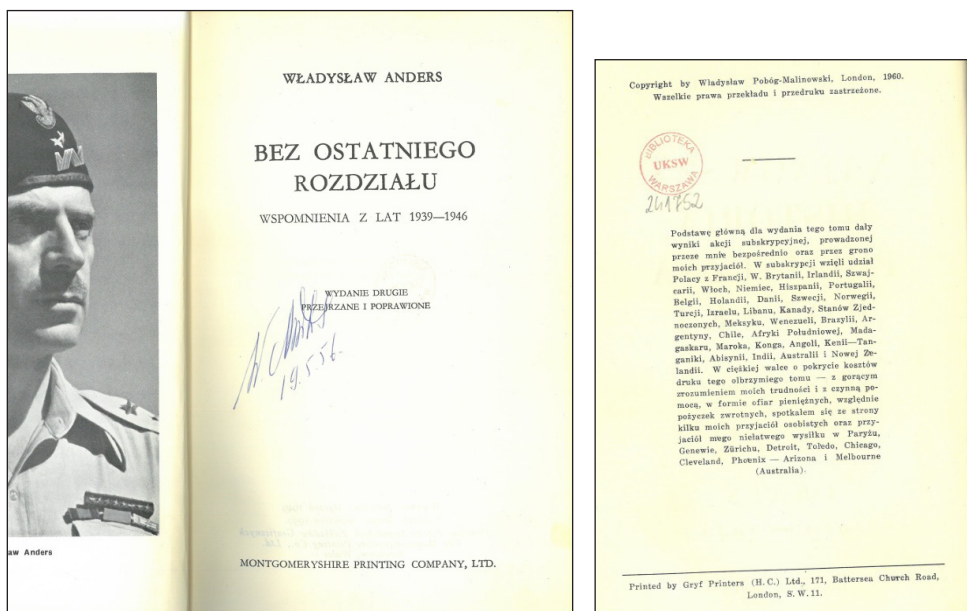 WŁADYSŁAW ANDERS
BEZ OSTATNIEGO
ROZDZIAŁU
WSPOMNIENIA Z LAT 1939—1946
WYDANIE DRUGIE
PRZEJRZANE I POPRAWIONE
19.5.56.
MONTGOMERYSHIRE PRINTING COMPANY, LTD.
aw Anders
Copyright by Władysław Pobóg-Malinowski, London, 1960.
Wszelkie prawa przekładu i przedruku zastrzeżone.
BIBLIOTEKA
UKSW
WARSZAWA
241752
Podstawę główną dla wydania tego tomu dały
wyniki akcji subskrypcyjnej, prowadzonej
przeze mnie bezpośrednio oraz przez grono
moich przyjaciół. W subskrypcji wzięli udział
Polacy z Francji, W. Brytanii, Irlandii, Szwaj-
carii, Włoch, Niemiec, Hiszpanii, Portugalii,
Belgii, Holandii, Danii, Szwecji, Norwegii,
Turcji, Izraelu, Libanu, Kanady, Stanów Zjed-
noczonych, Meksyku, Wenezueli, Brazylii, Ar-
gentyny, Chile, Afryki Południowej, Mada-
gaskaru, Maroka, Konga, Angoli, Kenii—Tan-
ganiki, Abisynii, Indii, Australii i Nowej Ze-
landii. W ciężkiej walce o pokrycie kosztów
druku tego olbrzymiego tomu — z gorącym
zrozumieniem moich trudności i z czynną po-
mocą, w formie ofiar pieniężnych, względnie
pożyczek zwrotnych, spotkałem się ze strony
kilku moich przyjaciół osobistych oraz przy-
jaciół mego niełatwego wysiłku w Paryżu,
Genewie, Zürichu, Detroit, Toledo, Chicago,
Cleveland, Phoenix — Arizona i Melbourne
(Australia).
Printed by Gryf Printers (H.C.) Ltd., 171, Battersea Church Road,
London, S.W.11.